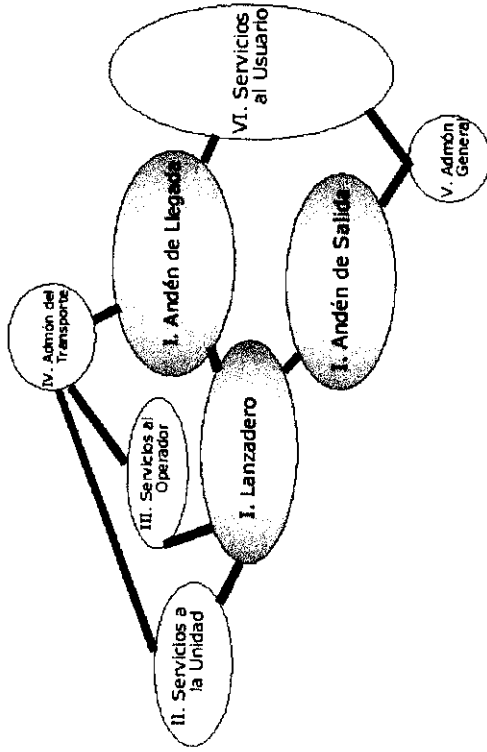 IV. Admón del
Transporte
VI. Servicios
al Usuario
I. Andén de Llegada
III. Servicios al
Operador
II. Servicios a
la Unidad
I. Lanzadero
I. Andén de Salida
V. Admón
General